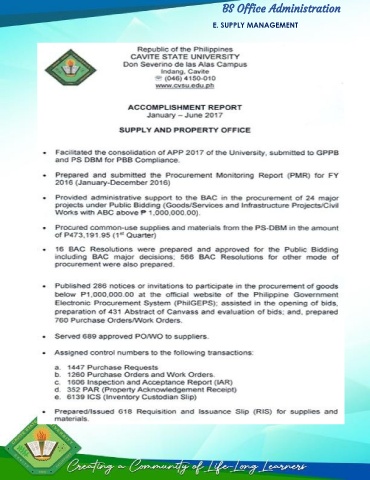 BS Office Administration
E. SUPPLY MANAGEMENT
Republic of the Philippines
CAVITE STATE UNIVERSITY
Don Severino de las Alas Campus
Indang, Cavite
☏ (046) 4150-010
www.cvsu.edu.ph
ACCOMPLISHMENT REPORT
January – June 2017
SUPPLY AND PROPERTY OFFICE
• Facilitated the consolidation of APP 2017 of the University, submitted to GPPB
and PS DBM for PBB Compliance.
• Prepared and submitted the Procurement Monitoring Report (PMR) for FY
2016 (January-December 2016)
• Provided administrative support to the BAC in the procurement of 24 major
projects under Public Bidding (Goods/Services and Infrastructure Projects/Civil
Works with ABC above ₱ 1,000,000.00).
• Procured common-use supplies and materials from the PS-DBM in the amount
of P473,191.95 (1st Quarter)
• 16 BAC Resolutions were prepared and approved for the Public Bidding
including BAC major decisions; 566 BAC Resolutions for other mode of
procurement were also prepared.
• Published 286 notices or invitations to participate in the procurement of goods
below P1,000,000.00 at the official website of the Philippine Government
Electronic Procurement System (PhilGEPS); assisted in the opening of bids,
preparation of 431 Abstract of Canvass and evaluation of bids; and, prepared
760 Purchase Orders/Work Orders.
• Served 689 approved PO/WO to suppliers.
• Assigned control numbers to the following transactions:
a. 1447 Purchase Requests
b. 1260 Purchase Orders and Work Orders.
c. 1606 Inspection and Acceptance Report (IAR)
d. 352 PAR (Property Acknowledgement Receipt)
e. 6139 ICS (Inventory Custodian Slip)
• Prepared/Issued 618 Requisition and Issuance Slip (RIS) for supplies and
materials.
Creating a Community of Life-Long Learners